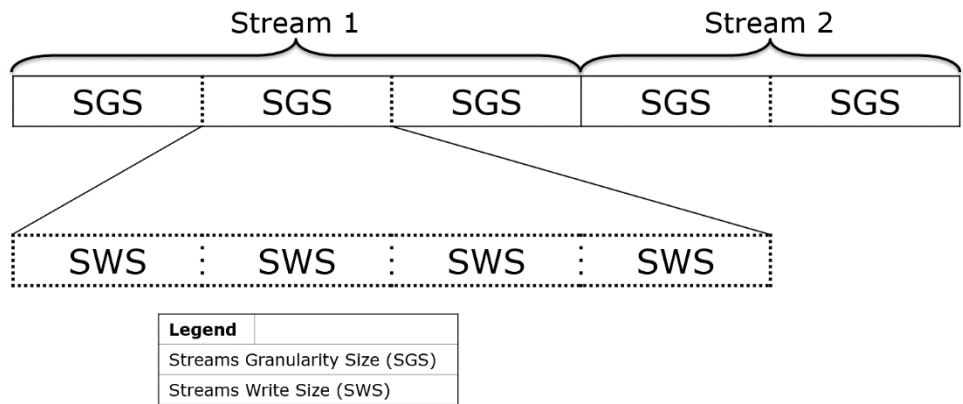 Stream 1 Stream 2
SGS SGS SGS SGS SGS
SWS SWS SWS SWS
Legend
Streams Granularity Size (SGS)
Streams Write Size (SWS)